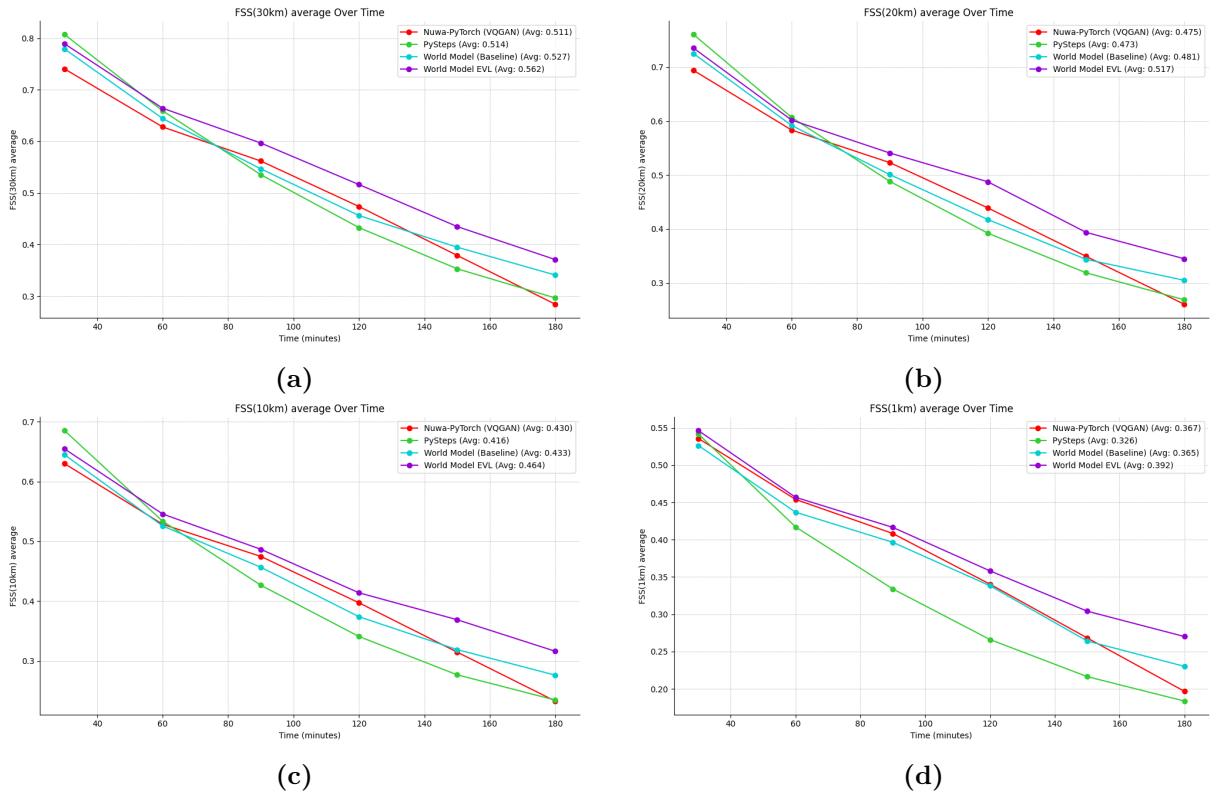 FSS(30km) average Over Time
Nuwa-PyTorch (VQGAN) (Avg: 0.511)
PySteps (Avg: 0.514)
World Model (Baseline) (Avg: 0.527)
World Model EVL (Avg: 0.562)
FSS(30km) average
0.8
0.7
0.6
0.5
0.4
0.3
40 60 80 100 120 140 160 180
Time (minutes)
(a)
FSS(20km) average Over Time
Nuwa-PyTorch (VQGAN) (Avg: 0.475)
PySteps (Avg: 0.473)
World Model (Baseline) (Avg: 0.481)
World Model EVL (Avg: 0.517)
FSS(20km) average
0.7
0.6
0.5
0.4
0.3
40 60 80 100 120 140 160 180
Time (minutes)
(b)
FSS(10km) average Over Time
Nuwa-PyTorch (VQGAN) (Avg: 0.430)
PySteps (Avg: 0.416)
World Model (Baseline) (Avg: 0.433)
World Model EVL (Avg: 0.464)
FSS(10km) average
0.7
0.6
0.5
0.4
0.3
40 60 80 100 120 140 160 180
Time (minutes)
(c)
FSS(1km) average Over Time
Nuwa-PyTorch (VQGAN) (Avg: 0.367)
PySteps (Avg: 0.326)
World Model (Baseline) (Avg: 0.365)
World Model EVL (Avg: 0.392)
FSS(1km) average
0.55
0.50
0.45
0.40
0.35
0.30
0.25
0.20
40 60 80 100 120 140 160 180
Time (minutes)
(d)